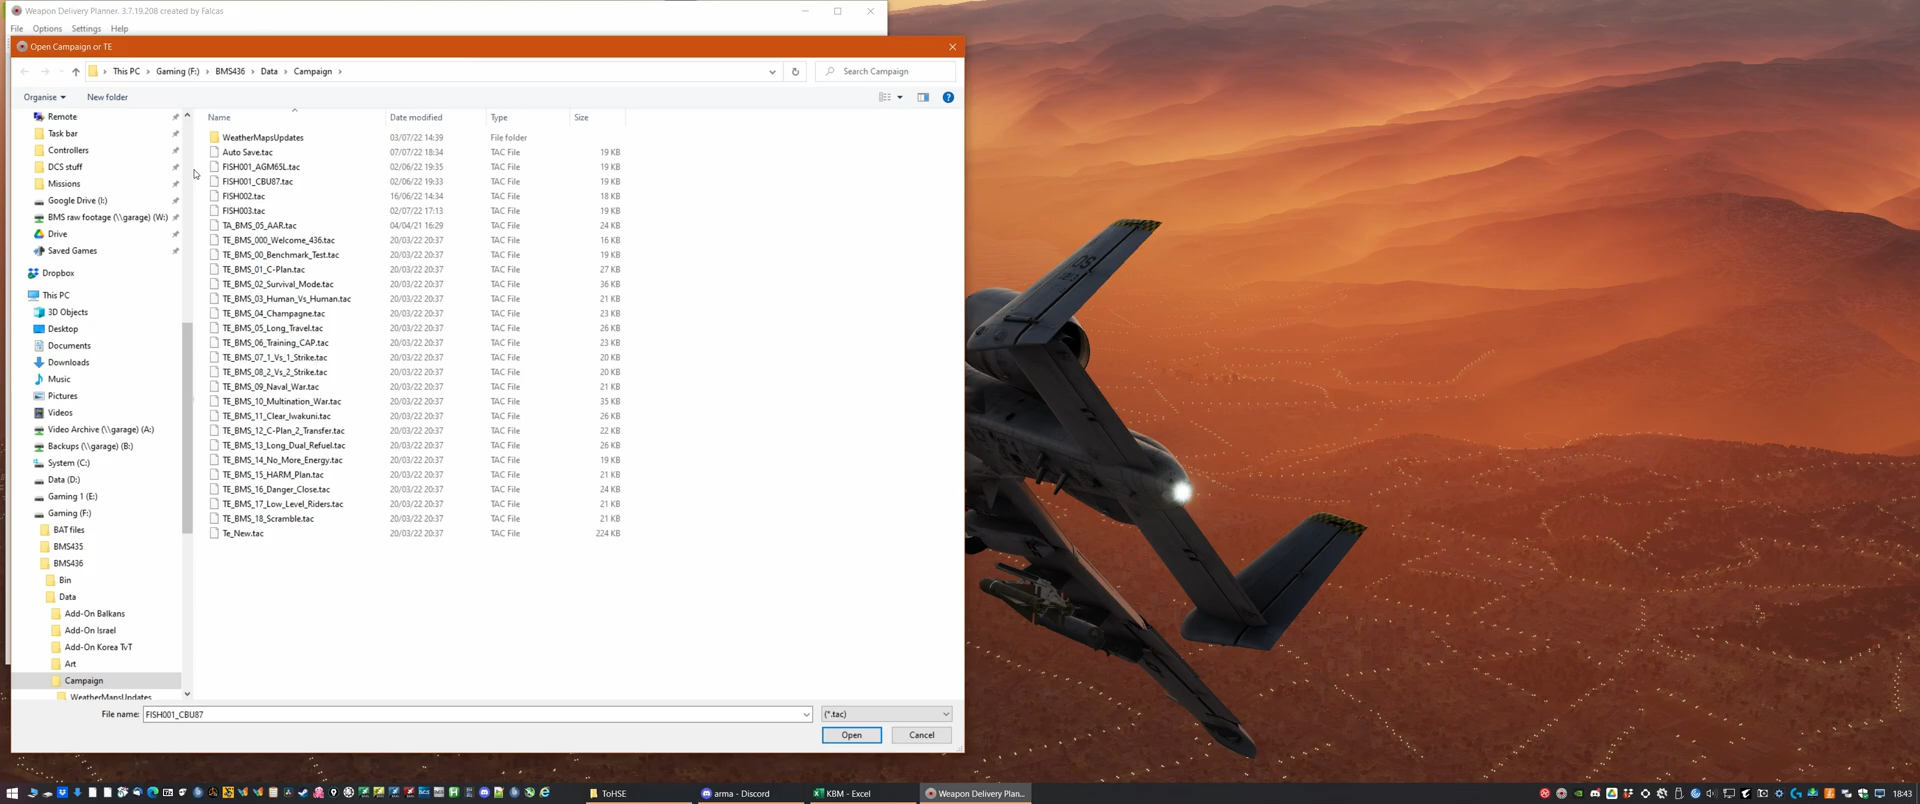 Weapon Delivery Planner. 3.7.19.208 created by Falcas
File Options Settings Help
Open Campaign or TE
This PC > Gaming (F:) > BMS436 > Data > Campaign >
Search Campaign
Organise New folder
Name Date modified Type Size
Remote
Task bar
Controllers
DCS stuff
Missions
Google Drive (I:)
BMS raw footage (\\garage) (W:)
Drive
Saved Games
Dropbox
This PC
3D Objects
Desktop
Documents
Downloads
Music
Pictures
Videos
Video Archive (\\garage) (A:)
Backups (\\garage) (B:)
System (C:)
Data (D:)
Gaming 1 (E:)
Gaming (F:)
BAT files
BMS435
BMS436
Bin
Data
Add-On Balkans
Add-On Israel
Add-On Korea TvT
Art
Campaign
WeatherMapsUpdates
WeatherMapsUpdates 03/07/22 14:39 File folder
Auto Save.tac 07/07/22 18:34 TAC File 19 KB
FISH001_AGM65L.tac 02/06/22 19:35 TAC File 19 KB
FISH001_CBU87.tac 02/06/22 19:33 TAC File 19 KB
FISH002.tac 16/06/22 14:34 TAC File 18 KB
FISH003.tac 02/07/22 17:13 TAC File 19 KB
TA_BMS_05_AAR.tac 04/04/21 16:29 TAC File 24 KB
TE_BMS_000_Welcome_436.tac 20/03/22 20:37 TAC File 16 KB
TE_BMS_00_Benchmark_Test.tac 20/03/22 20:37 TAC File 19 KB
TE_BMS_01_C-Plan.tac 20/03/22 20:37 TAC File 27 KB
TE_BMS_02_Survival_Mode.tac 20/03/22 20:37 TAC File 36 KB
TE_BMS_03_Human_Vs_Human.tac 20/03/22 20:37 TAC File 21 KB
TE_BMS_04_Champagne.tac 20/03/22 20:37 TAC File 23 KB
TE_BMS_05_Long_Travel.tac 20/03/22 20:37 TAC File 26 KB
TE_BMS_06_Training_CAP.tac 20/03/22 20:37 TAC File 23 KB
TE_BMS_07_1_Vs_1_Strike.tac 20/03/22 20:37 TAC File 20 KB
TE_BMS_08_2_Vs_2_Strike.tac 20/03/22 20:37 TAC File 20 KB
TE_BMS_09_Naval_War.tac 20/03/22 20:37 TAC File 21 KB
TE_BMS_10_Multination_War.tac 20/03/22 20:37 TAC File 35 KB
TE_BMS_11_Clear_Iwakuni.tac 20/03/22 20:37 TAC File 26 KB
TE_BMS_12_C-Plan_2_Transfer.tac 20/03/22 20:37 TAC File 22 KB
TE_BMS_13_Long_Dual_Refuel.tac 20/03/22 20:37 TAC File 26 KB
TE_BMS_14_No_More_Energy.tac 20/03/22 20:37 TAC File 19 KB
TE_BMS_15_HARM_Plan.tac 20/03/22 20:37 TAC File 21 KB
TE_BMS_16_Danger_Close.tac 20/03/22 20:37 TAC File 24 KB
TE_BMS_17_Low_Level_Riders.tac 20/03/22 20:37 TAC File 21 KB
TE_BMS_18_Scramble.tac 20/03/22 20:37 TAC File 21 KB
Te_New.tac 20/03/22 20:37 TAC File 224 KB
File name: FISH001_CBU87 (*.tac)
Open Cancel
ToHSE arma - Discord KBM - Excel Weapon Delivery Plan... 18:43